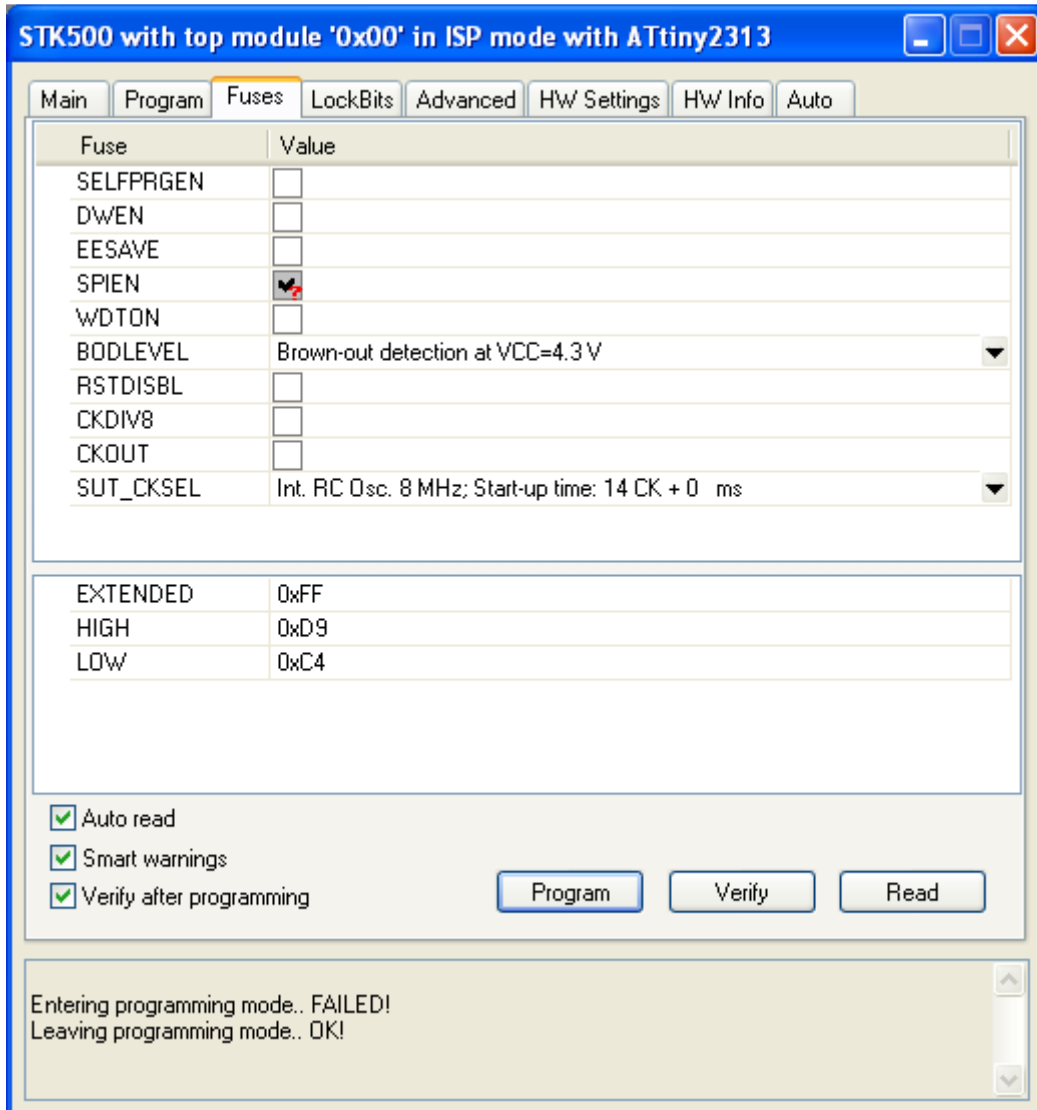 STK500 with top module '0x00' in ISP mode with ATtiny2313
Main Program Fuses LockBits Advanced HW Settings HW Info Auto
Fuse Value
SELFPRGEN
DWEN
EESAVE
SPIEN ?
WDTON
BODLEVEL Brown-out detection at VCC=4.3 V
RSTDISBL
CKDIV8
CKOUT
SUT_CKSEL Int. RC Osc. 8 MHz; Start-up time: 14 CK + 0 ms
EXTENDED 0xFF
HIGH 0xD9
LOW 0xC4
Auto read
Smart warnings
Verify after programming Program Verify Read
Entering programming mode.. FAILED!
Leaving programming mode.. OK!